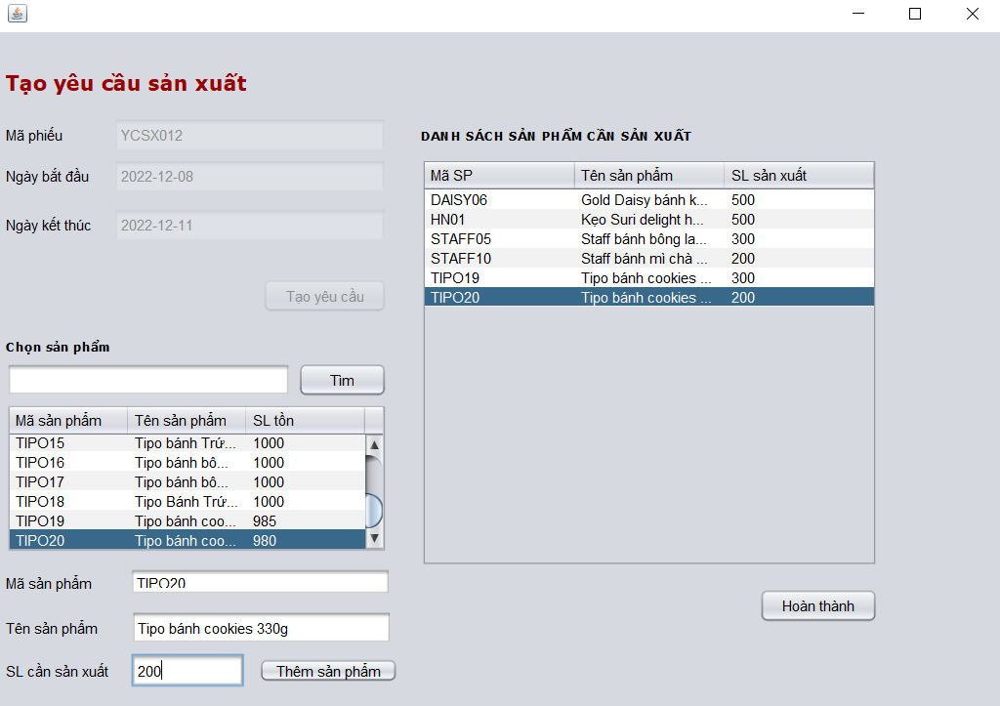 Tạo yêu cầu sản xuất
Mã phiếu YCSX012
Ngày bắt đầu 2022-12-08
Ngày kết thúc 2022-12-11
Tạo yêu cầu
Chọn sản phẩm
Tìm
Mã sản phẩm Tên sản phẩm SL tồn
TIPO15 Tipo bánh Trứ... 1000
TIPO16 Tipo bánh bô... 1000
TIPO17 Tipo bánh bô... 1000
TIPO18 Tipo Bánh Trứ... 1000
TIPO19 Tipo bánh coo... 985
TIPO20 Tipo bánh coo... 980
Mã sản phẩm TIPO20
Tên sản phẩm Tipo bánh cookies 330g
SL cần sản xuất 200 Thêm sản phẩm
DANH SÁCH SẢN PHẨM CẦN SẢN XUẤT
Mã SP Tên sản phẩm SL sản xuất
DAISY06 Gold Daisy bánh k... 500
HN01 Kẹo Suri delight h... 500
STAFF05 Staff bánh bông la... 300
STAFF10 Staff bánh mì chà ... 200
TIPO19 Tipo bánh cookies ... 300
TIPO20 Tipo bánh cookies ... 200
Hoàn thành